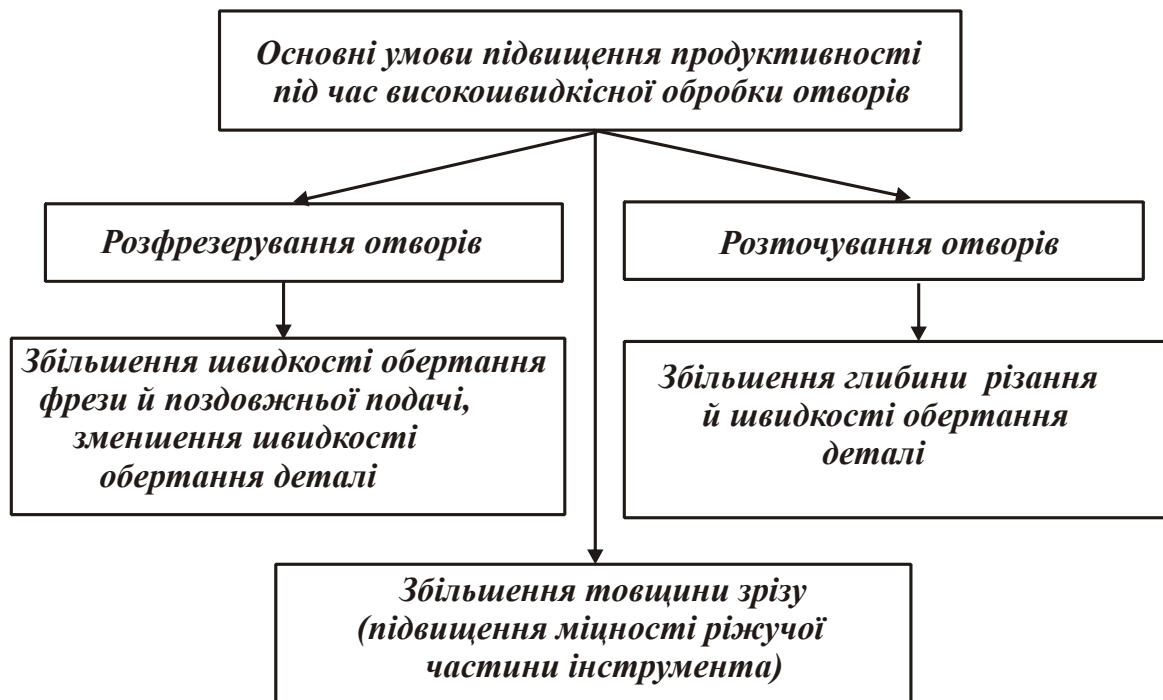 Основні умови підвищення продуктивності
під час високошвидкісної обробки отворів
Розфрезерування отворів
Розточування отворів
Збільшення швидкості обертання
фрези й поздовжньої подачі,
зменшення швидкості
обертання деталі
Збільшення глибини різання
й швидкості обертання
деталі
Збільшення товщини зрізу
(підвищення міцності ріжучої
частини інструмента)